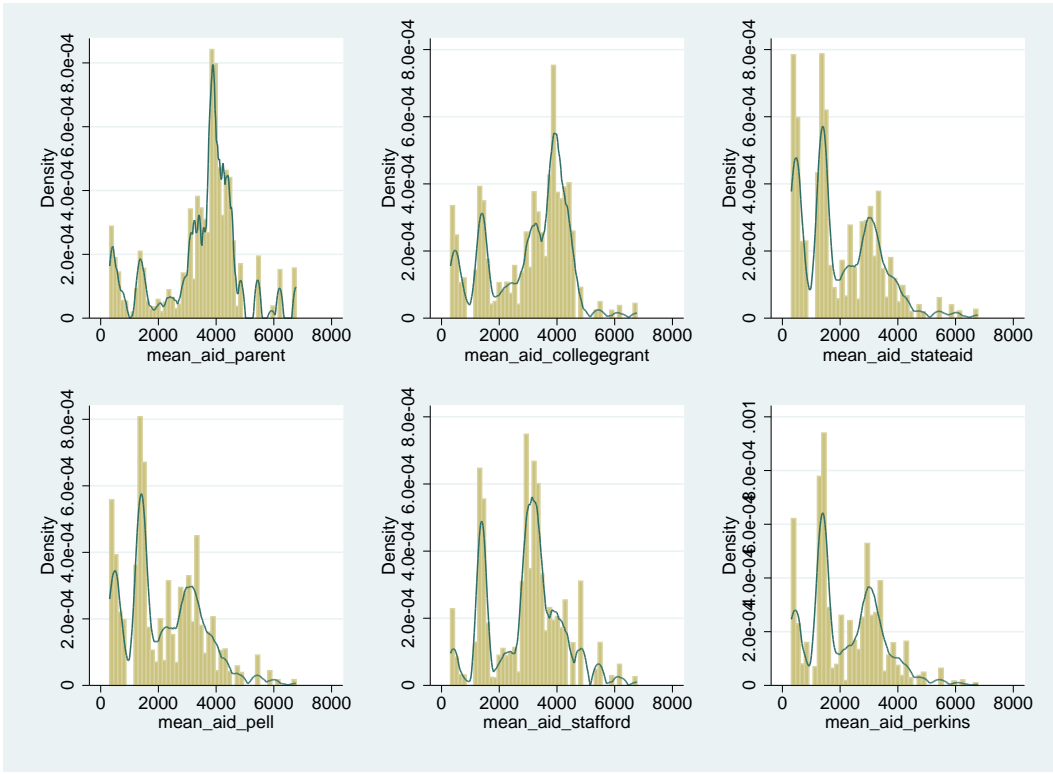 Density
0 2.0e-04 4.0e-04 6.0e-04 8.0e-04
0 2000 4000 6000 8000
mean_aid_parent
Density
0 2.0e-04 4.0e-04 6.0e-04 8.0e-04
0 2000 4000 6000 8000
mean_aid_collegegrant
Density
0 2.0e-04 4.0e-04 6.0e-04 8.0e-04
0 2000 4000 6000 8000
mean_aid_stateaid
Density
0 2.0e-04 4.0e-04 6.0e-04 8.0e-04
0 2000 4000 6000 8000
mean_aid_pell
Density
0 2.0e-04 4.0e-04 6.0e-04 8.0e-04
0 2000 4000 6000 8000
mean_aid_stafford
Density
0 2.0e-04 4.0e-04 6.0e-04 8.0e-04 .001
0 2000 4000 6000 8000
mean_aid_perkins